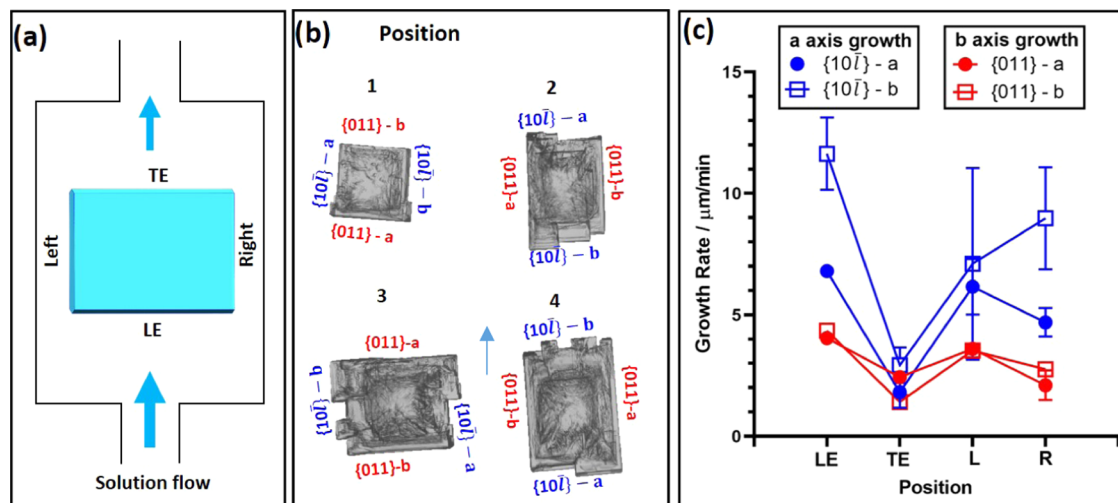 (a)
TE
Left
Right
LE
Solution flow
(b)
Position
1
{011} - b
{10l̅} – a
{10l̅} – b
{011} - a
2
{10l̅} – a
{011}-a
{011}-b
{10l̅} – b
3
{011}-a
{10l̅} – b
{10l̅} – a
{011}-b
4
{10l̅} – b
{011}-b
{011}-a
{10l̅} – a
(c)
a axis growth
{10l̅} - a
{10l̅} - b
b axis growth
{011} - a
{011} - b
Growth Rate / μm/min
15
10
5
0
LE TE L R
Position